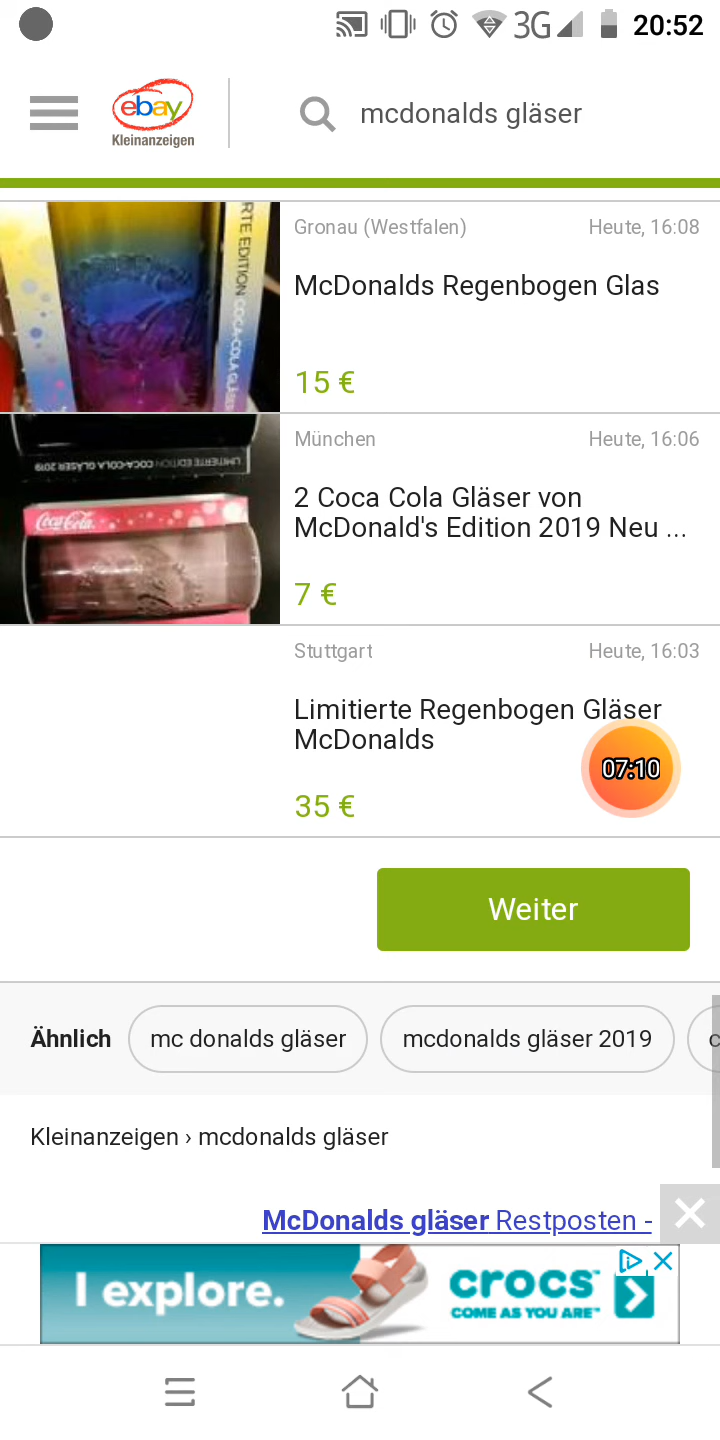 3G 20:52
ebay
Kleinanzeigen
mcdonalds gläser
RTE EDITION COCA-COLA GLÄSER
Gronau (Westfalen) Heute, 16:08
McDonalds Regenbogen Glas
15 €
LIMITIERTE EDITION COCA-COLA GLÄSER 2019
Coca-Cola
München Heute, 16:06
2 Coca Cola Gläser von
McDonald's Edition 2019 Neu ...
7 €
Stuttgart Heute, 16:03
Limitierte Regenbogen Gläser
McDonalds
07:10
35 €
Weiter
Ähnlich mc donalds gläser mcdonalds gläser 2019 c
Kleinanzeigen › mcdonalds gläser
McDonalds gläser Restposten -
I explore.
crocs™
COME AS YOU ARE™